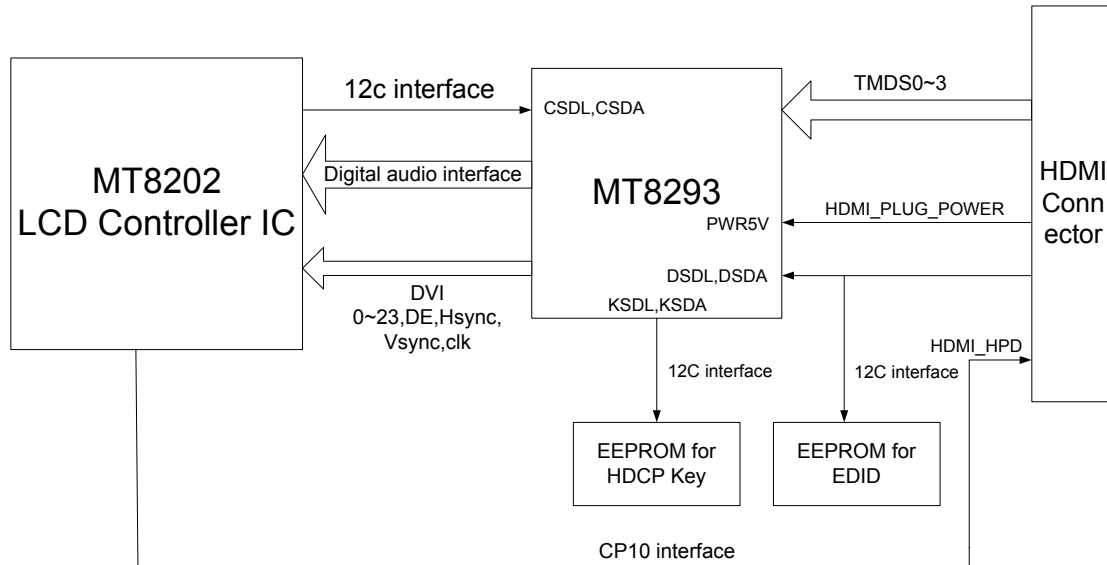 12c interface
TMDS0~3
CSDL,CSDA
MT8202
LCD Controller IC
Digital audio interface
MT8293
HDMI
Conn
ector
PWR5V
HDMI_PLUG_POWER
DSDL,DSDA
DVI
0~23,DE,Hsync,
Vsync,clk
KSDL,KSDA
HDMI_HPD
12C interface
12C interface
EEPROM for
HDCP Key
EEPROM for
EDID
CP10 interface